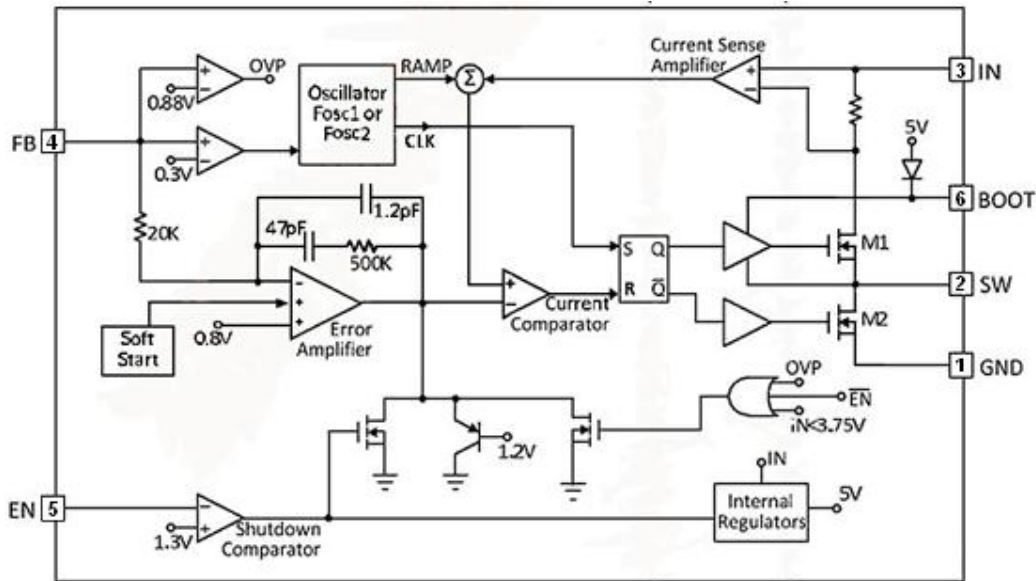 Current Sense
Amplifier
3 IN
OVP
RAMP
Σ
+
−
0.88V
Oscillator
Fosc1 or
Fosc2
CLK
5V
FB 4
+
−
0.3V
6 BOOT
1.2pF
20K
47pF
500K
S Q
R Q
M1
2 SW
−
+
+
+
−
Current
Comparator
M2
Soft
Start
0.8V
Error
Amplifier
1 GND
OVP
EN
iN<3.75V
1.2V
IN
EN 5
−
+
1.3V
Shutdown
Comparator
Internal
Regulators
5V